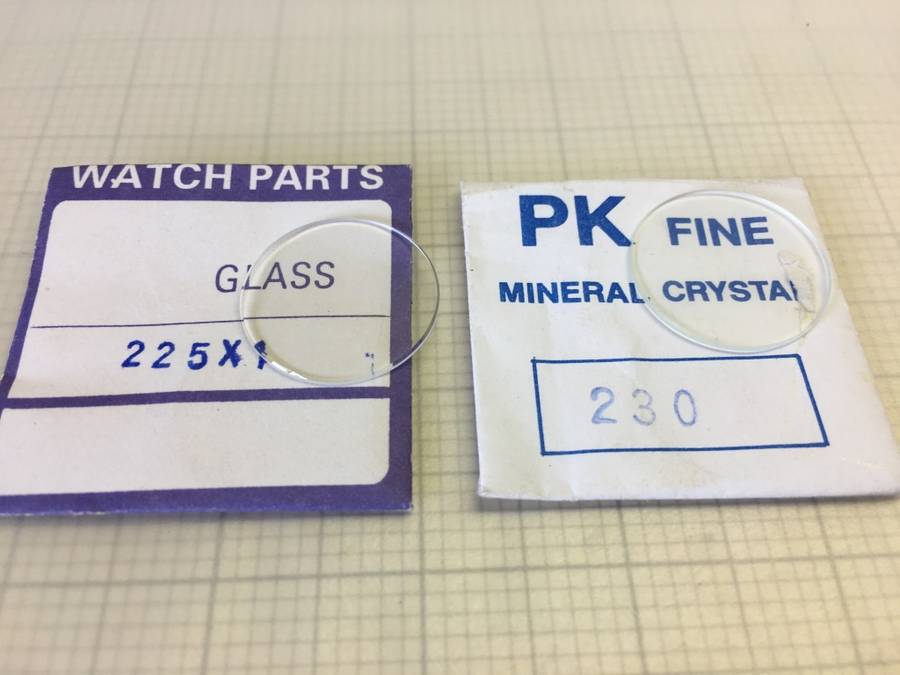 WATCH PARTS
GLASS
225X1
PK FINE
MINERAL CRYSTAL
230